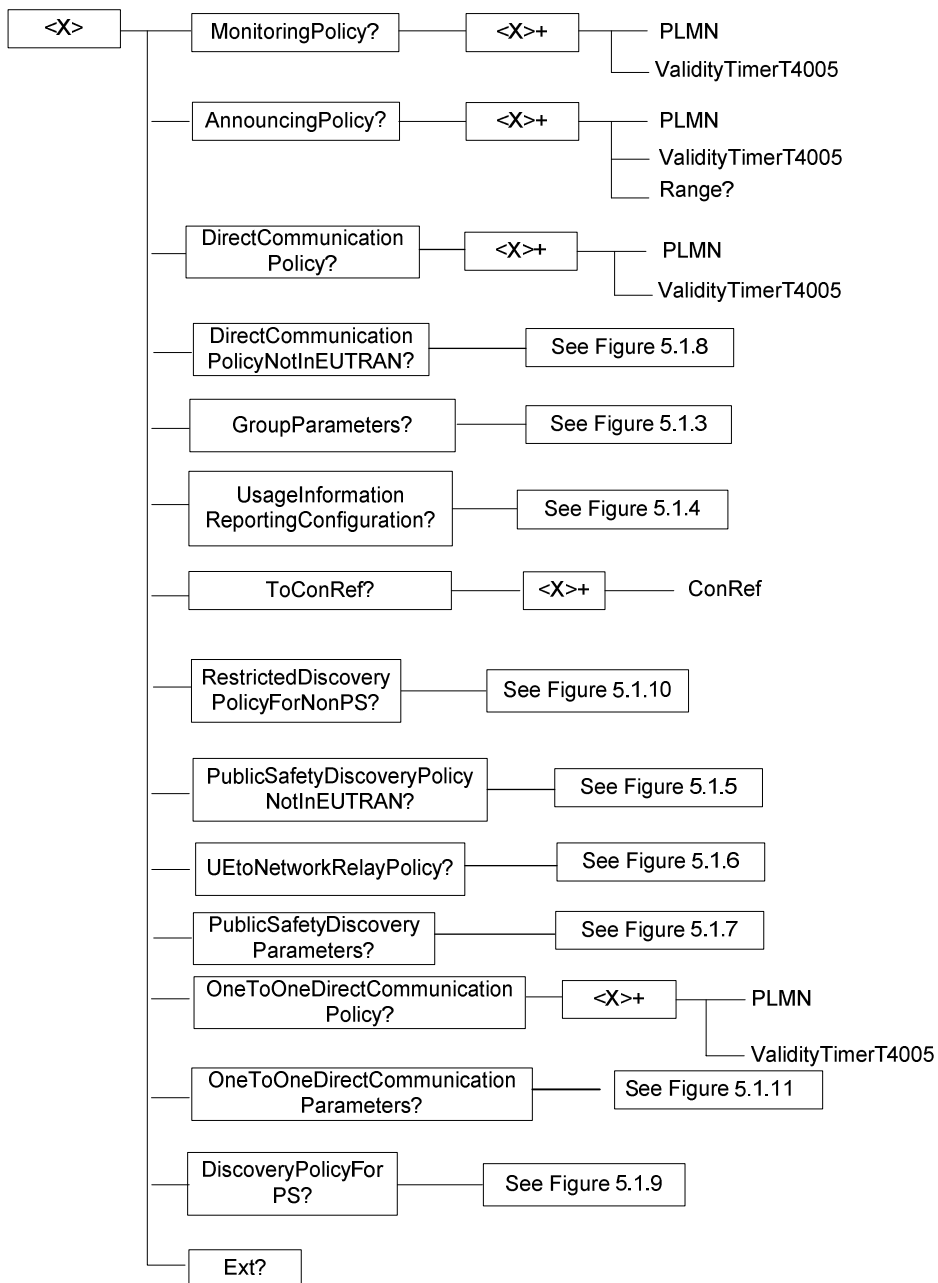 <X>
MonitoringPolicy?
<X>+
PLMN
ValidityTimerT4005
AnnouncingPolicy?
<X>+
PLMN
ValidityTimerT4005
Range?
DirectCommunication
Policy?
<X>+
PLMN
ValidityTimerT4005
DirectCommunication
PolicyNotInEUTRAN?
See Figure 5.1.8
GroupParameters?
See Figure 5.1.3
UsageInformation
ReportingConfiguration?
See Figure 5.1.4
ToConRef?
<X>+
ConRef
RestrictedDiscovery
PolicyForNonPS?
See Figure 5.1.10
PublicSafetyDiscoveryPolicy
NotInEUTRAN?
See Figure 5.1.5
UEtoNetworkRelayPolicy?
See Figure 5.1.6
PublicSafetyDiscovery
Parameters?
See Figure 5.1.7
OneToOneDirectCommunication
Policy?
<X>+
PLMN
ValidityTimerT4005
OneToOneDirectCommunication
Parameters?
See Figure 5.1.11
DiscoveryPolicyFor
PS?
See Figure 5.1.9
Ext?